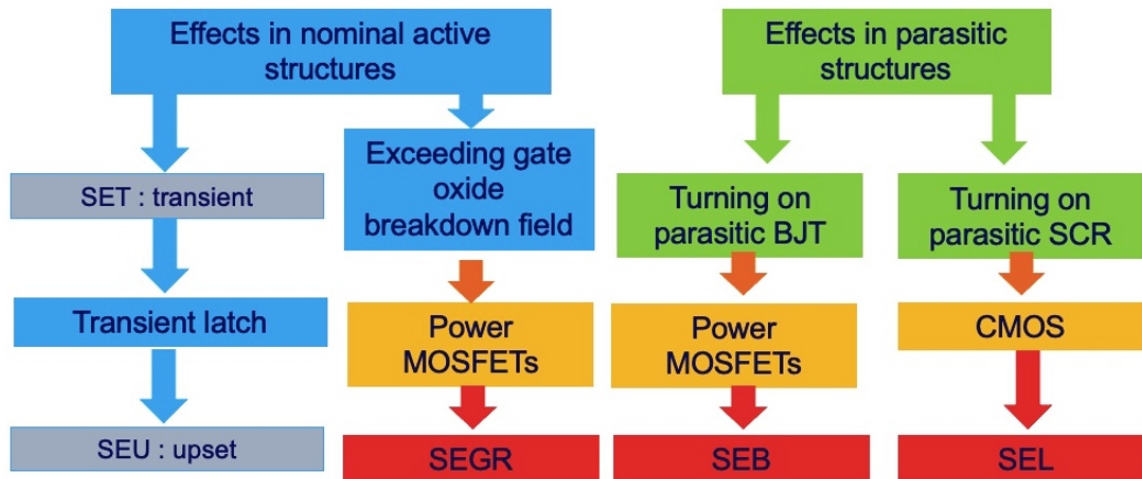 Effects in nominal active
structures
Effects in parasitic
structures
SET : transient
Exceeding gate
oxide
breakdown field
Turning on
parasitic BJT
Turning on
parasitic SCR
Transient latch
Power
MOSFETs
Power
MOSFETs
CMOS
SEU : upset
SEGR
SEB
SEL